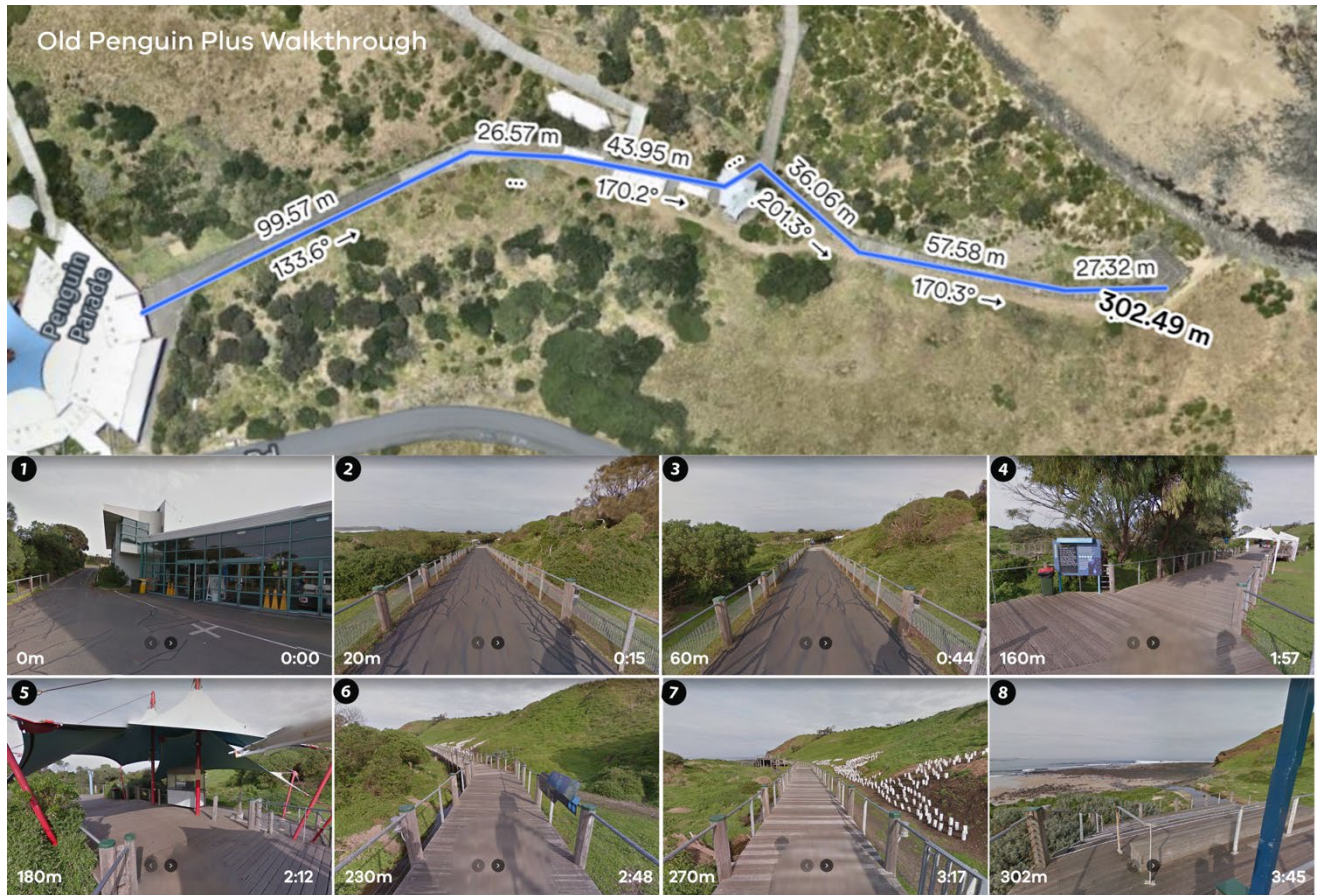 Old Penguin Plus Walkthrough
99.57 m
133.6° →
26.57 m
...
43.95 m
170.2° →
...
36.06 m
201.3° →
57.58 m
170.3° →
27.32 m
302.49 m
Penguin
Parade
1
0m
0:00
2
20m
0:15
3
60m
0:44
4
160m
1:57
5
180m
2:12
6
230m
2:48
7
270m
3:17
8
302m
3:45